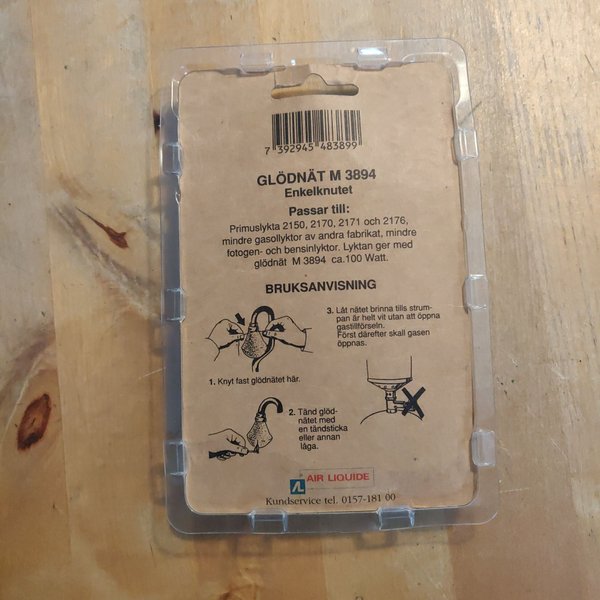 7 392945 483899
GLÖDNÄT M 3894
Enkelknutet
Passar till:
Primuslykta 2150, 2170, 2171 och 2176,
mindre gasollyktor av andra fabrikat, mindre
fotogen- och bensinlyktor. Lyktan ger med
glödnät M 3894 ca.100 Watt.
BRUKSANVISNING
1. Knyt fast glödnätet här.
2. Tänd glöd-
nätet med
en tändsticka
eller annan
låga.
3. Låt nätet brinna tills strum-
pan är helt vit utan att öppna
gastillförseln.
Först därefter skall gasen
öppnas.
AIR LIQUIDE
Kundservice tel. 0157-181 00